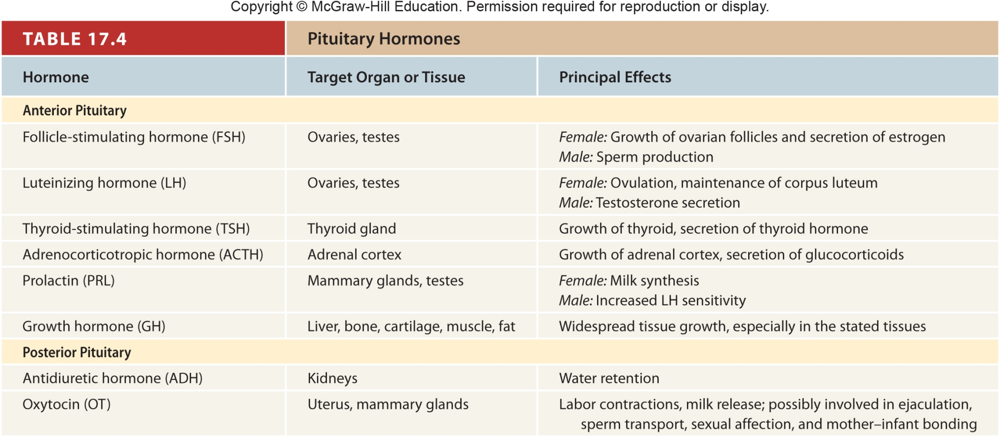 Copyright © McGraw-Hill Education. Permission required for reproduction or display.
TABLE 17.4 Pituitary Hormones
Hormone Target Organ or Tissue Principal Effects
Anterior Pituitary
Follicle-stimulating hormone (FSH) Ovaries, testes Female: Growth of ovarian follicles and secretion of estrogen
Male: Sperm production
Luteinizing hormone (LH) Ovaries, testes Female: Ovulation, maintenance of corpus luteum
Male: Testosterone secretion
Thyroid-stimulating hormone (TSH) Thyroid gland Growth of thyroid, secretion of thyroid hormone
Adrenocorticotropic hormone (ACTH) Adrenal cortex Growth of adrenal cortex, secretion of glucocorticoids
Prolactin (PRL) Mammary glands, testes Female: Milk synthesis
Male: Increased LH sensitivity
Growth hormone (GH) Liver, bone, cartilage, muscle, fat Widespread tissue growth, especially in the stated tissues
Posterior Pituitary
Antidiuretic hormone (ADH) Kidneys Water retention
Oxytocin (OT) Uterus, mammary glands Labor contractions, milk release; possibly involved in ejaculation,
sperm transport, sexual affection, and mother–infant bonding